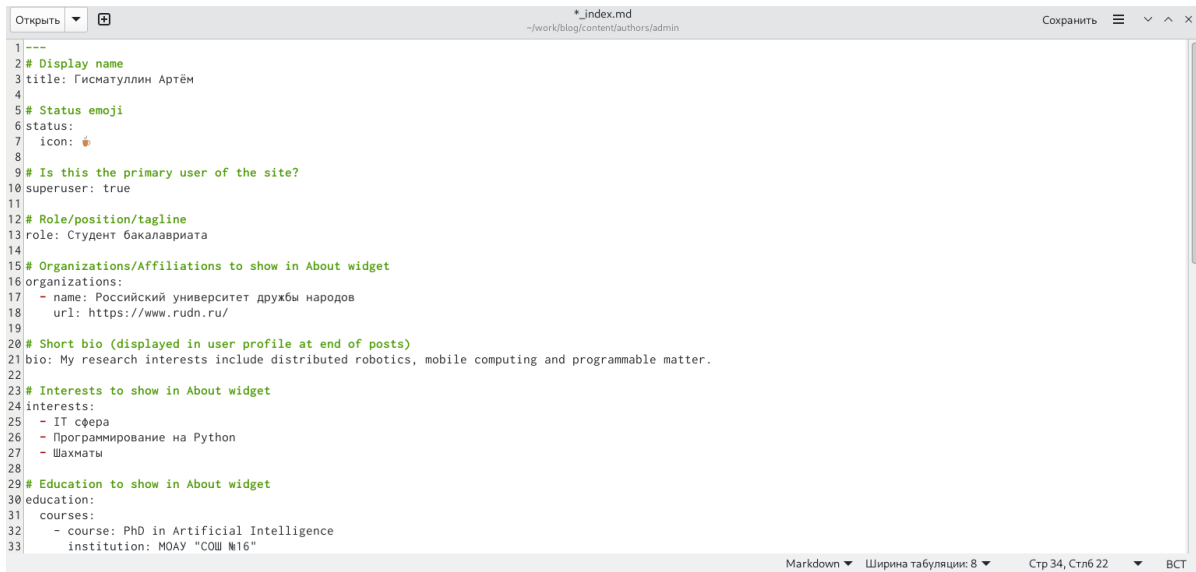 Открыть
*_index.md
~/work/blog/content/authors/admin
Сохранить
1 ---
2 # Display name
3 title: Гисматуллин Артём
4
5 # Status emoji
6 status:
7   icon: ☕
8
9 # Is this the primary user of the site?
10 superuser: true
11
12 # Role/position/tagline
13 role: Студент бакалавриата
14
15 # Organizations/Affiliations to show in About widget
16 organizations:
17   - name: Российский университет дружбы народов
18     url: https://www.rudn.ru/
19
20 # Short bio (displayed in user profile at end of posts)
21 bio: My research interests include distributed robotics, mobile computing and programmable matter.
22
23 # Interests to show in About widget
24 interests:
25   - IT сфера
26   - Программирование на Python
27   - Шахматы
28
29 # Education to show in About widget
30 education:
31   courses:
32     - course: PhD in Artificial Intelligence
33       institution: МОАУ "СОШ №16"
Markdown Ширина табуляции: 8 Стр 34, Стлб 22 ВСТ